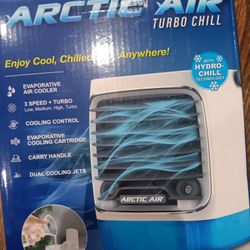 ARCTIC AIR
TURBO CHILL
Enjoy Cool, Chilled Air Anywhere!
WITH
HYDRO-
CHILL
TECHNOLOGY
EVAPORATIVE
AIR COOLER
3 SPEED + TURBO
Low, Medium, High, Turbo
COOLING CONTROL
EVAPORATIVE
COOLING CARTRIDGE
CARRY HANDLE
DUAL COOLING JETS
ARCTIC AIR